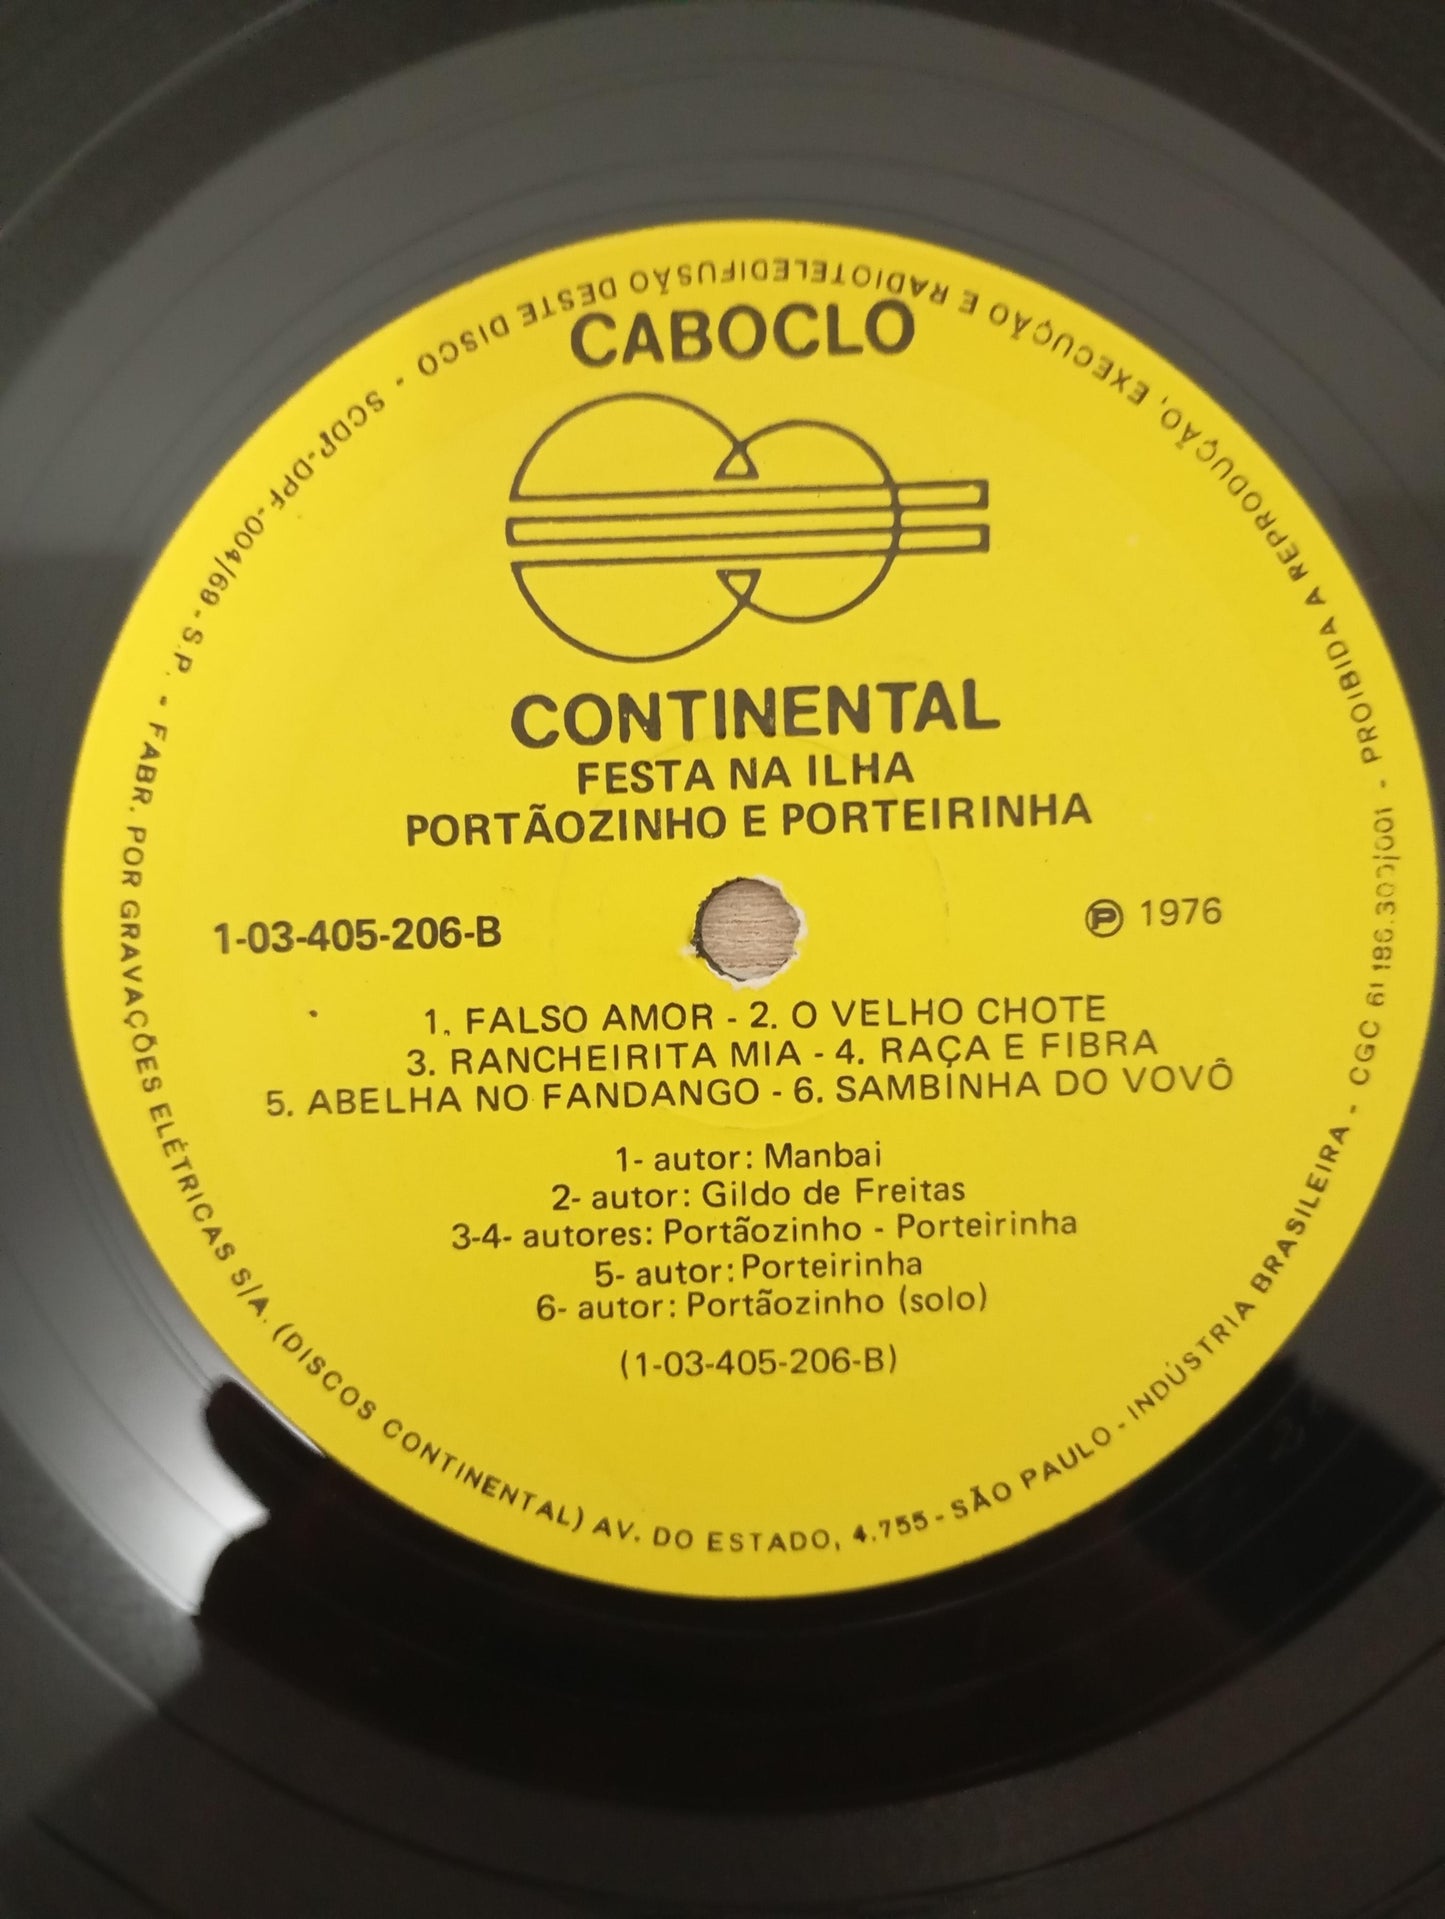 CABOCLO
CONTINENTAL
FESTA NA ILHA
PORTÃOZINHO E PORTEIRINHA
1-03-405-206-B
Ⓟ 1976
1. FALSO AMOR - 2. O VELHO CHOTE
3. RANCHEIRITA MIA - 4. RAÇA E FIBRA
5. ABELHA NO FANDANGO - 6. SAMBINHA DO VOVÔ
1- autor: Manbai
2- autor: Gildo de Freitas
3-4- autores: Portãozinho - Porteirinha
5- autor: Porteirinha
6- autor: Portãozinho (solo)
(1-03-405-206-B)
FABR. POR GRAVAÇÕES ELÉTRICAS S/A. (DISCOS CONTINENTAL) AV. DO ESTADO, 4.755 - SÃO PAULO - INDÚSTRIA BRASILEIRA - CGC 61 186.300/001 - PROIBIDA A REPRODUÇÃO, EXECUÇÃO E RADIOTELEDIFUSÃO DESTE DISCO - SCDP-DPF-004/69 - S.P. -